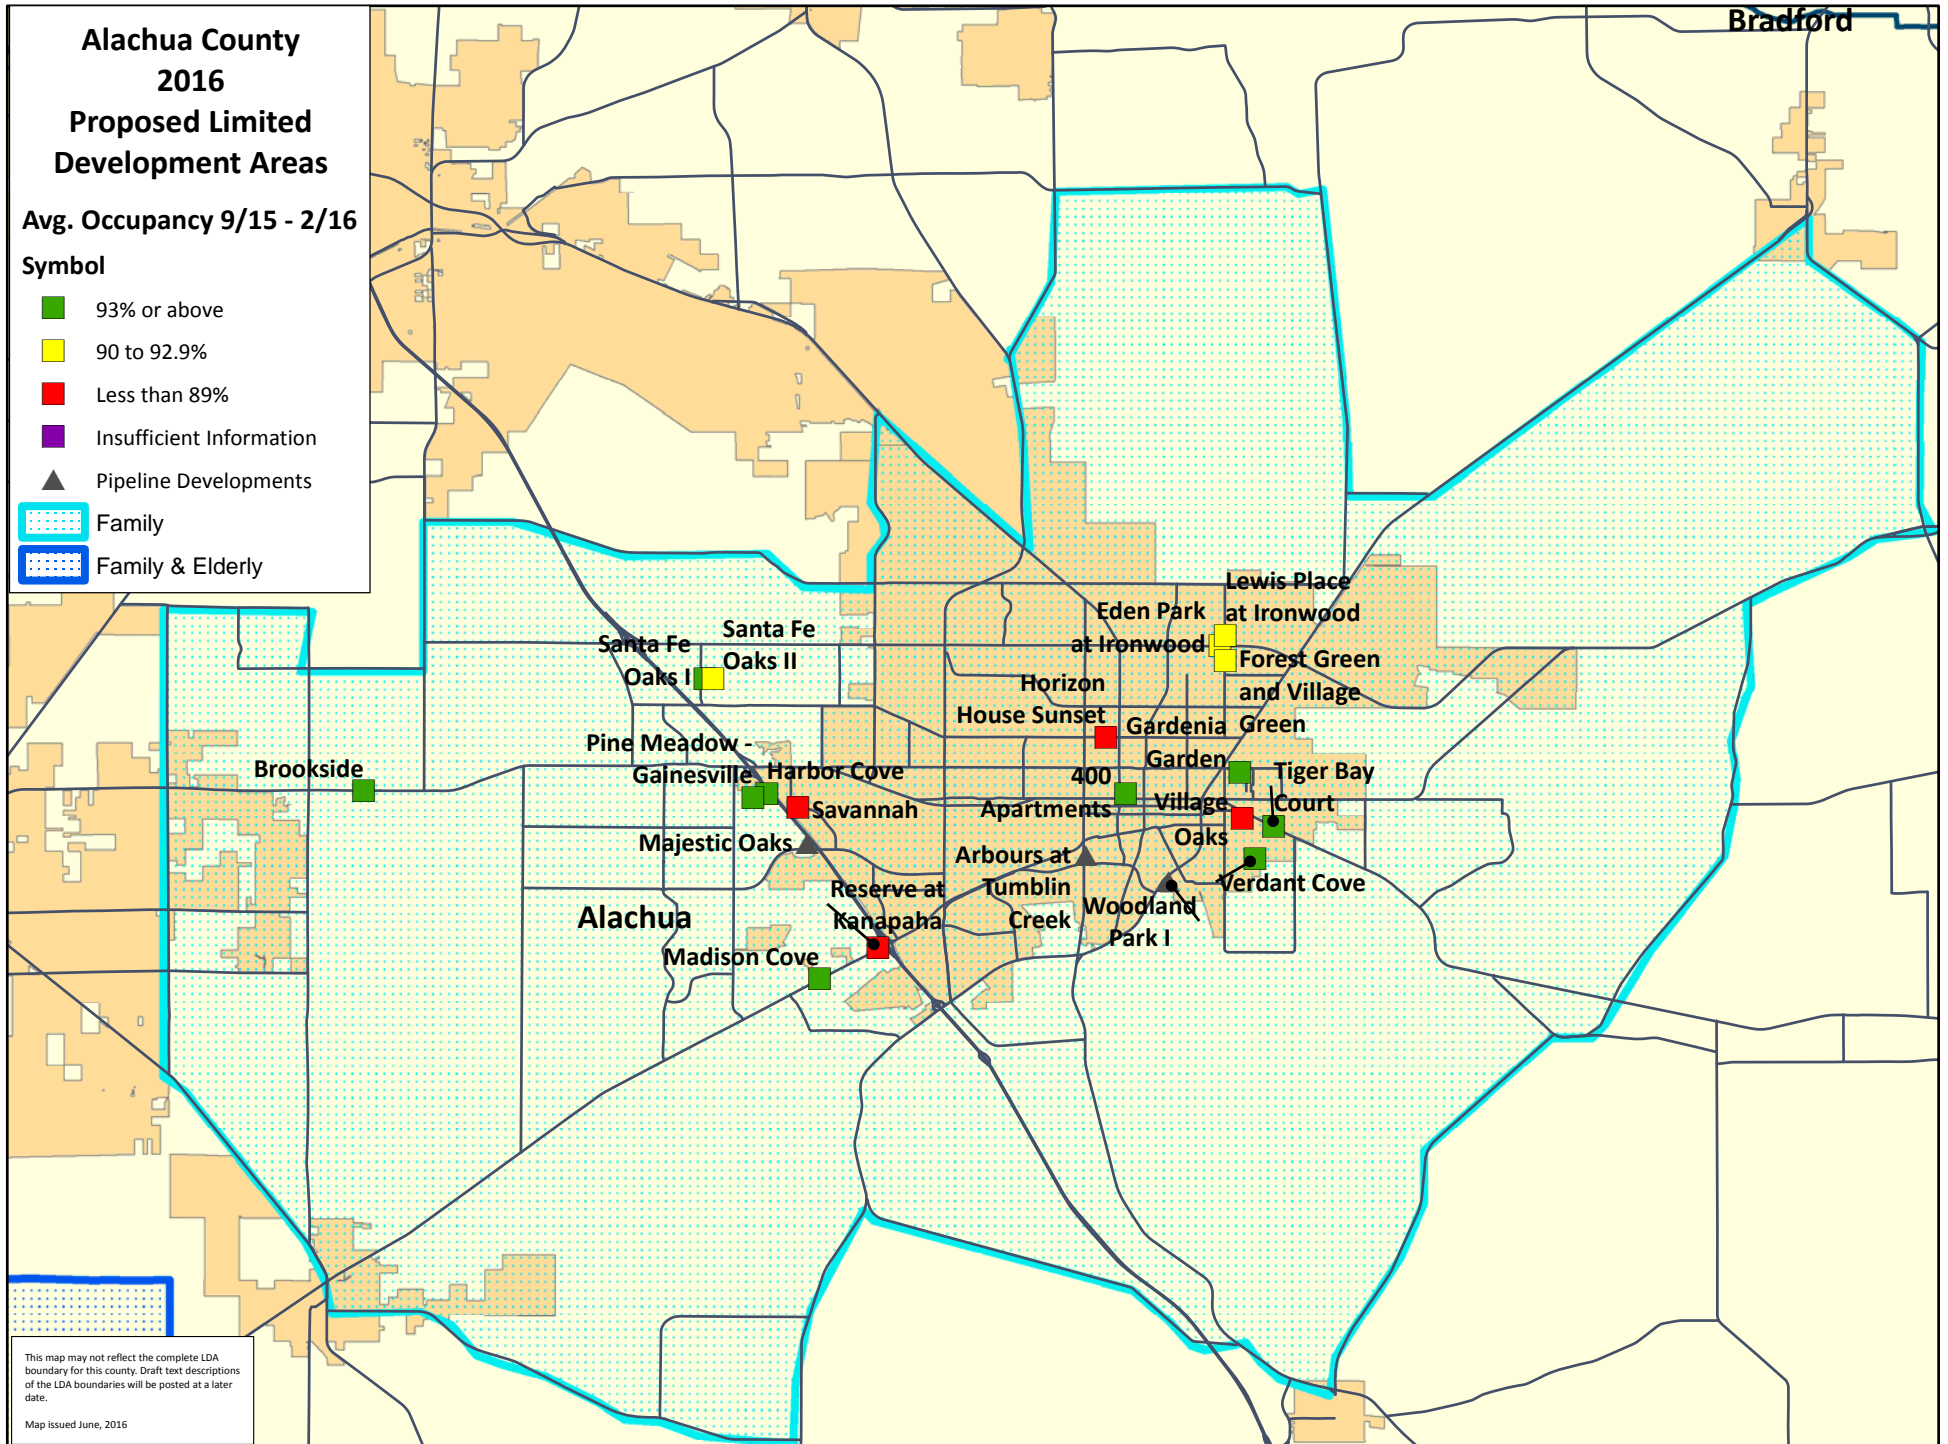 Alachua County
2016
Proposed Limited
Development Areas
Avg. Occupancy 9/15 - 2/16
Symbol
93% or above
90 to 92.9%
Less than 89%
Insufficient Information
Pipeline Developments
Family
Family & Elderly
Bradford
Lewis Place
at Ironwood
Eden Park
at Ironwood
Forest Green
and Village
Green
Santa Fe
Oaks I
Santa Fe
Oaks II
Horizon
House Sunset
Gardenia
Garden
Pine Meadow -
Gainesville
Harbor Cove
Brookside
400
Apartments
Tiger Bay
Court
Savannah
Village
Oaks
Majestic Oaks
Arbours at
Tumblin
Creek
Reserve at
Kanapaha
Verdant Cove
Woodland
Park I
Alachua
Madison Cove
This map may not reflect the complete LDA
boundary for this county. Draft text descriptions
of the LDA boundaries will be posted at a later
date.
Map issued June, 2016